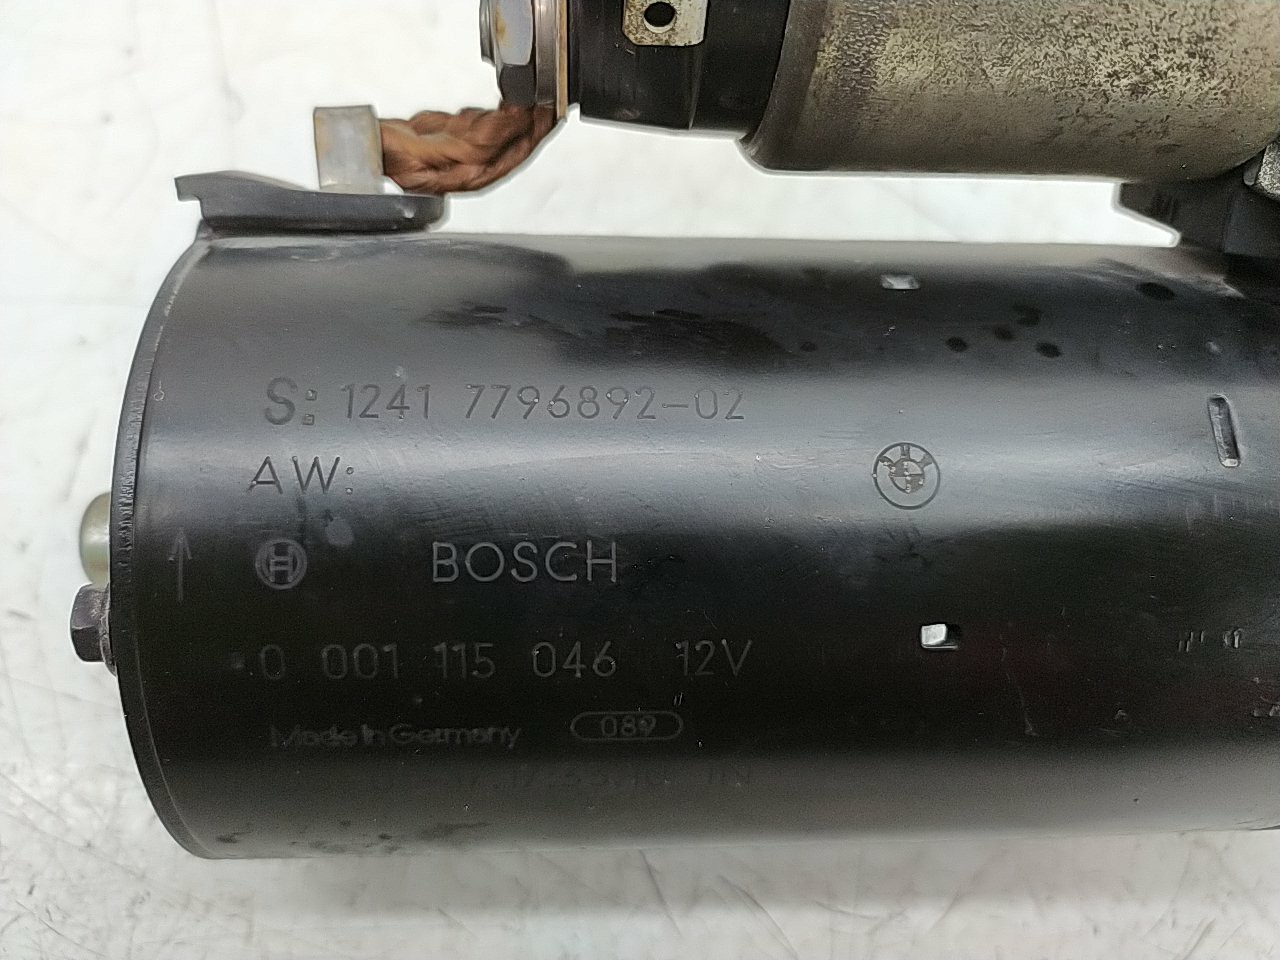 S: 1241 7796892-02
AW:
BOSCH
0 001 115 046 12V
Made in Germany 089